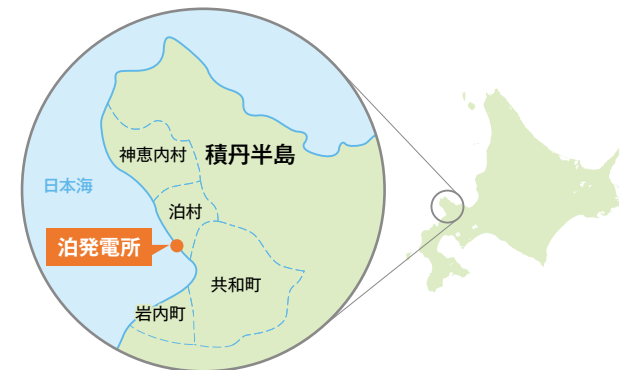 神恵内村
積丹半島
日本海
泊村
泊発電所
共和町
岩内町